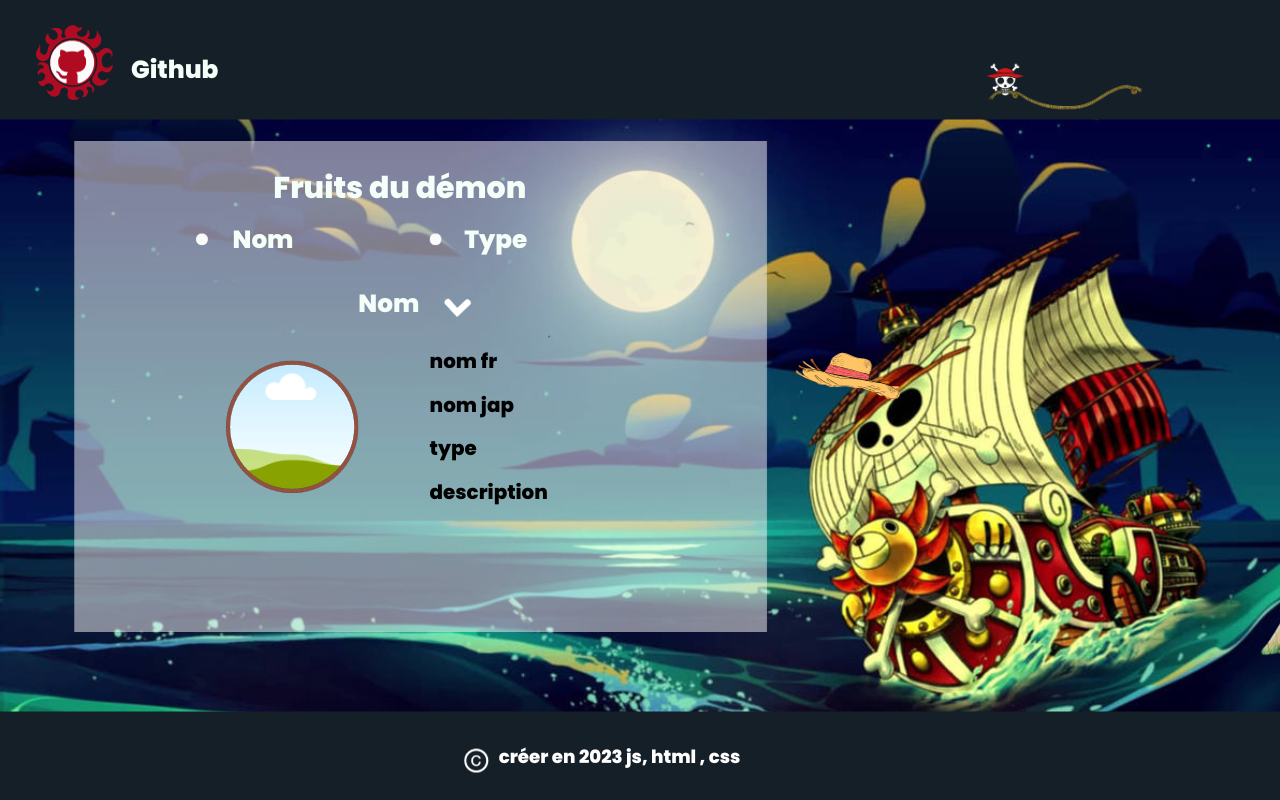 Github
Fruits du démon
Nom
Type
Nom
nom fr
nom jap
type
description
© créer en 2023 js, html , css